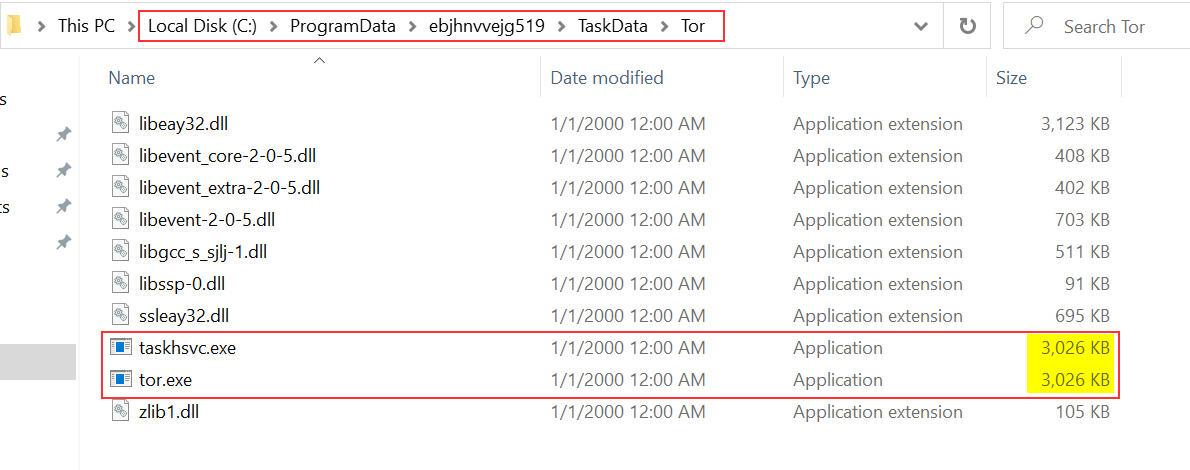 This PC > Local Disk (C:) > ProgramData > ebjhnvvejg519 > TaskData > Tor Search Tor
Name Date modified Type Size
libeay32.dll 1/1/2000 12:00 AM Application extension 3,123 KB
libevent_core-2-0-5.dll 1/1/2000 12:00 AM Application extension 408 KB
libevent_extra-2-0-5.dll 1/1/2000 12:00 AM Application extension 402 KB
libevent-2-0-5.dll 1/1/2000 12:00 AM Application extension 703 KB
libgcc_s_sjlj-1.dll 1/1/2000 12:00 AM Application extension 511 KB
libssp-0.dll 1/1/2000 12:00 AM Application extension 91 KB
ssleay32.dll 1/1/2000 12:00 AM Application extension 695 KB
taskhsvc.exe 1/1/2000 12:00 AM Application 3,026 KB
tor.exe 1/1/2000 12:00 AM Application 3,026 KB
zlib1.dll 1/1/2000 12:00 AM Application extension 105 KB